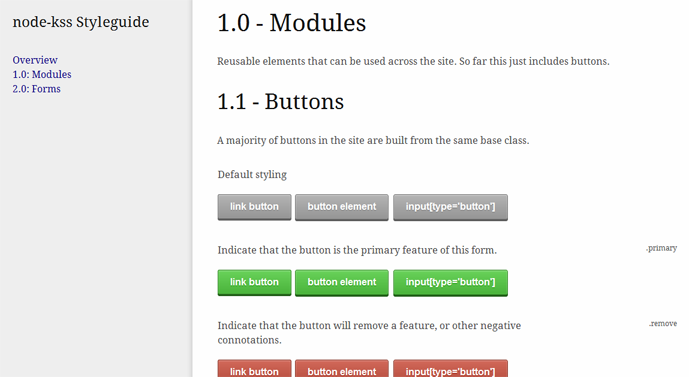 node-kss Styleguide
Overview
1.0: Modules
2.0: Forms
1.0 - Modules
Reusable elements that can be used across the site. So far this just includes buttons.
1.1 - Buttons
A majority of buttons in the site are built from the same base class.
Default styling
link button button element input[type='button']
Indicate that the button is the primary feature of this form. .primary
link button button element input[type='button']
Indicate that the button will remove a feature, or other negative .remove
connotations.
link button button element input[type='button']